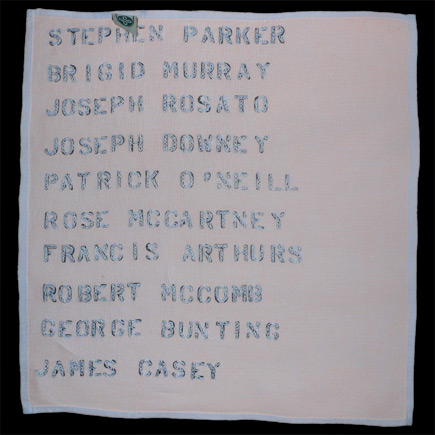 STEPHEN PARKER
BRIGID MURRAY
JOSEPH ROSATO
JOSEPH DOWNEY
PATRICK O'NEILL
ROSE MCCARTNEY
FRANCIS ARTHURS
ROBERT MCCOMB
GEORGE BUNTING
JAMES CASEY